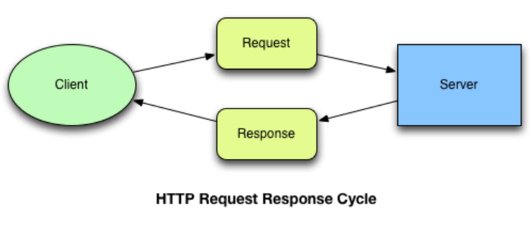 Request
Client
Server
Response
HTTP Request Response Cycle